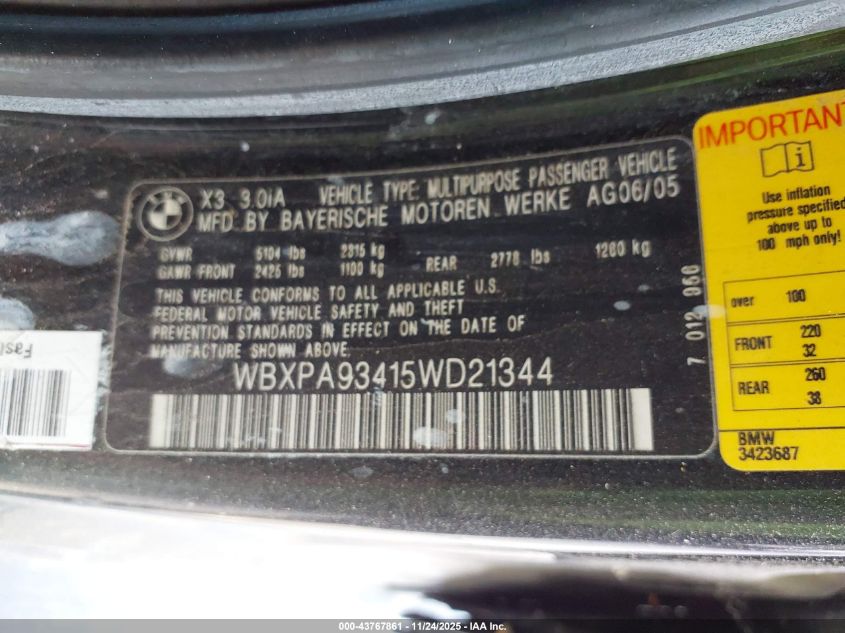 X3 3.0iA VEHICLE TYPE: MULTIPURPOSE PASSENGER VEHICLE
MFD BY BAYERISCHE MOTOREN WERKE AG06/05
GVWR 5104 lbs 2315 kg
GAWR FRONT 2425 lbs 1100 kg REAR 2778 lbs 1260 kg
THIS VEHICLE CONFORMS TO ALL APPLICABLE U.S.
FEDERAL MOTOR VEHICLE SAFETY AND THEFT
PREVENTION STANDARDS IN EFFECT ON THE DATE OF
MANUFACTURE SHOWN ABOVE.
WBXPA93415WD21344
7 012 960
IMPORTANT
i
Use inflation
pressure specified
above up to
100 mph only!
over 100
FRONT 220
32
REAR 260
38
BMW
3423687
Fast
000-43767861 - 11/24/2025 - IAA Inc.